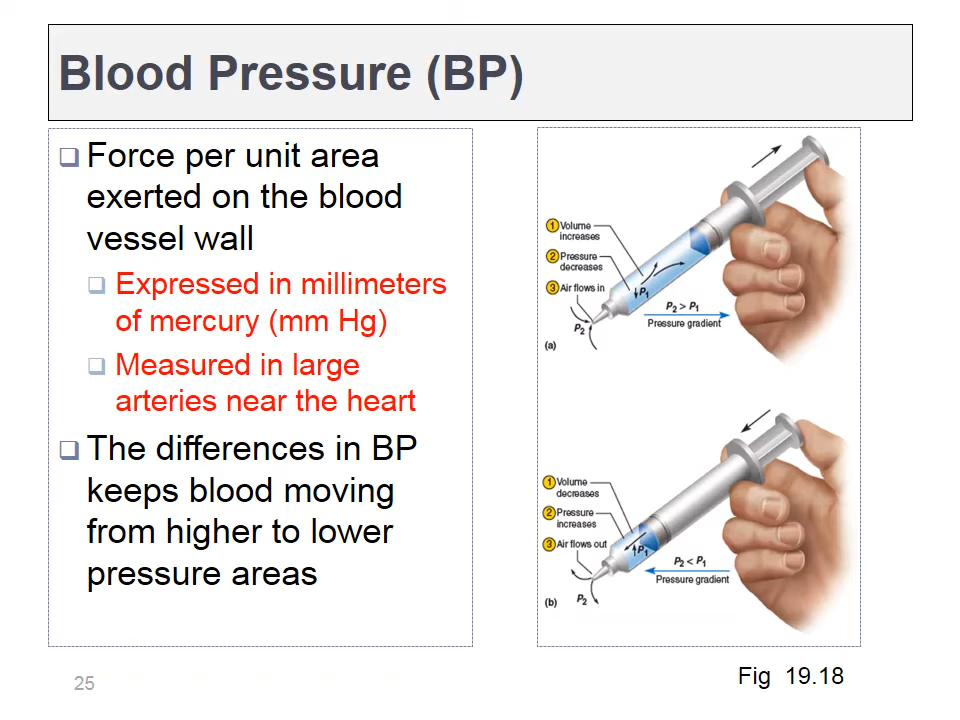 Blood Pressure (BP)
Force per unit area
exerted on the blood
vessel wall
Expressed in millimeters
of mercury (mm Hg)
Measured in large
arteries near the heart
The differences in BP
keeps blood moving
from higher to lower
pressure areas
1 Volume
increases
2 Pressure
decreases
3 Air flows in
P2
↓P1
P2 > P1
Pressure gradient
(a)
1 Volume
decreases
2 Pressure
increases
3 Air flows out
↑P1
P2 < P1
Pressure gradient
P2
(b)
25
Fig 19.18